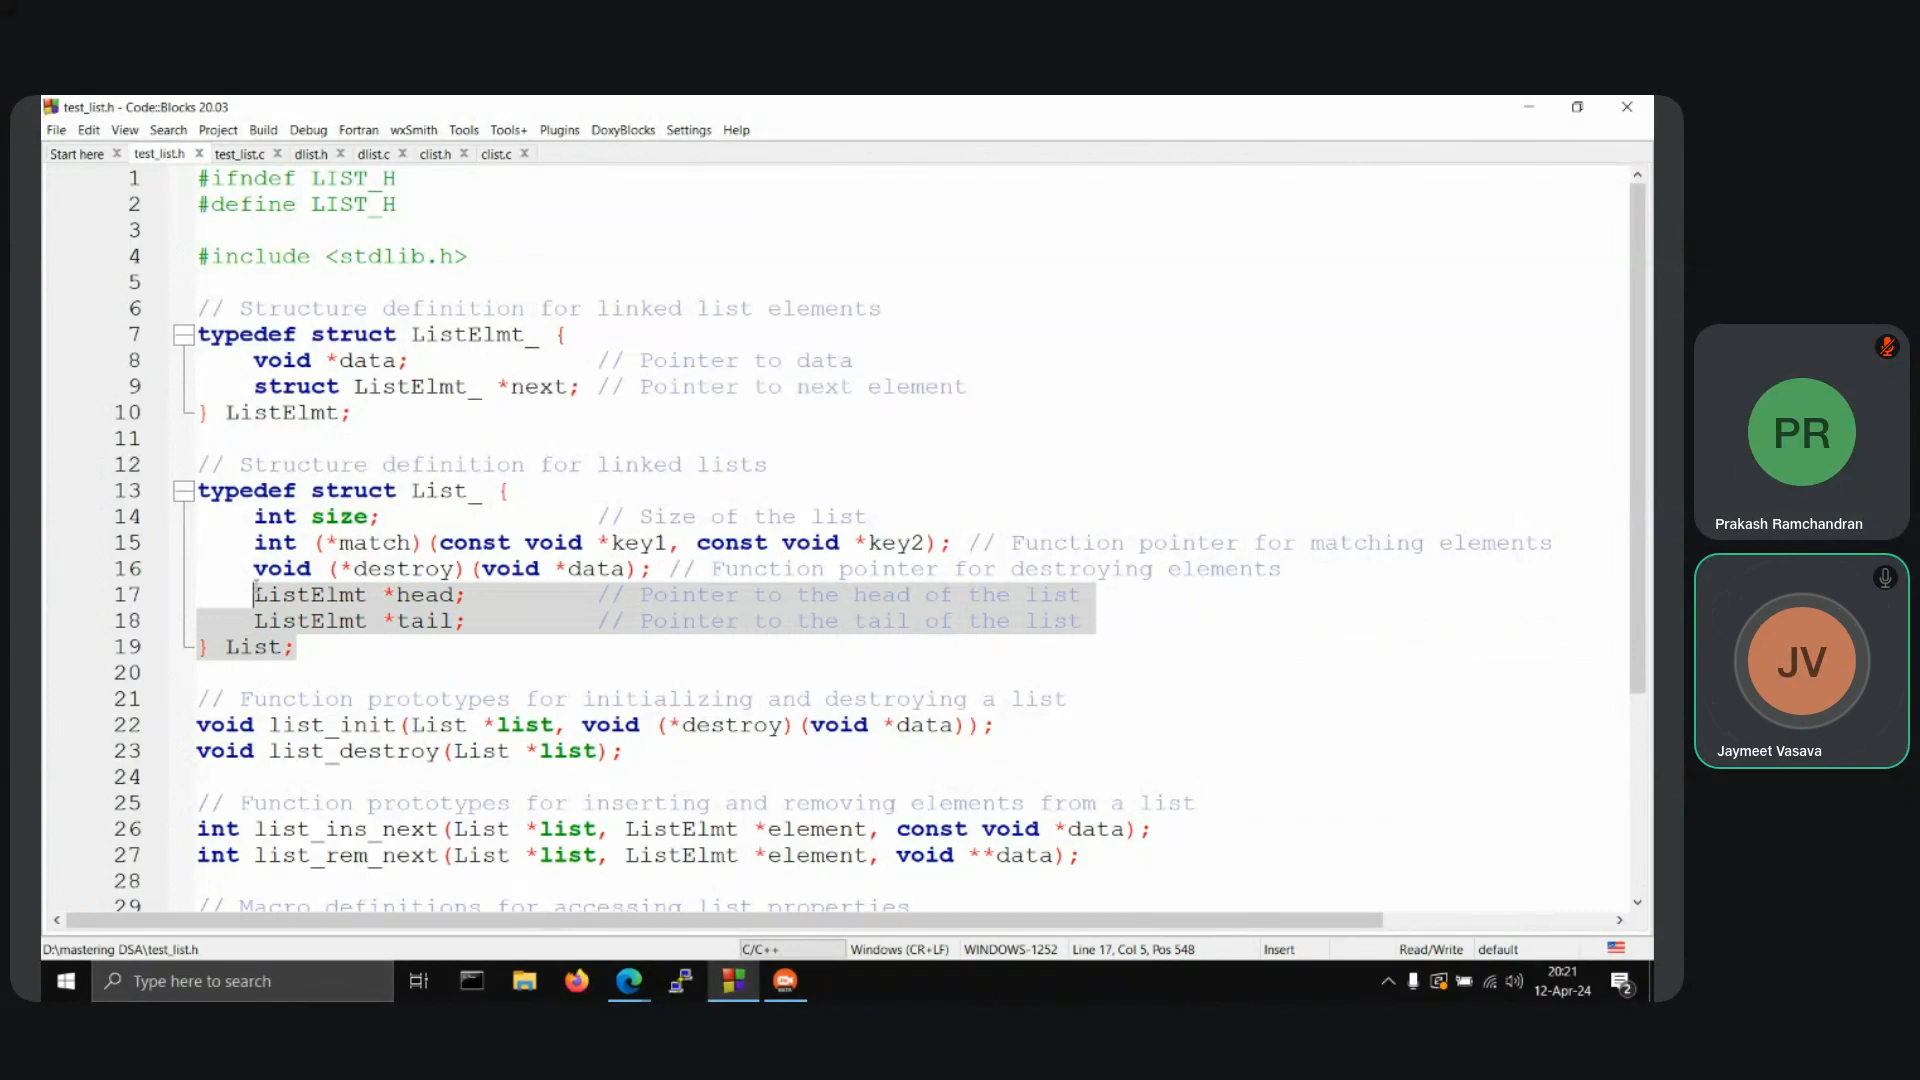 test_list.h - Code::Blocks 20.03
File Edit View Search Project Build Debug Fortran wxSmith Tools Tools+ Plugins DoxyBlocks Settings Help
Start here test_list.h test_list.c dlist.h dlist.c clist.h clist.c
1 #ifndef LIST_H
2 #define LIST_H
3
4 #include <stdlib.h>
5
6 // Structure definition for linked list elements
7 typedef struct ListElmt_ {
8 void *data; // Pointer to data
9 struct ListElmt_ *next; // Pointer to next element
10 } ListElmt;
11
12 // Structure definition for linked lists
13 typedef struct List_ {
14 int size; // Size of the list
15 int (*match)(const void *key1, const void *key2); // Function pointer for matching elements
16 void (*destroy)(void *data); // Function pointer for destroying elements
17 ListElmt *head; // Pointer to the head of the list
18 ListElmt *tail; // Pointer to the tail of the list
19 } List;
20
21 // Function prototypes for initializing and destroying a list
22 void list_init(List *list, void (*destroy)(void *data));
23 void list_destroy(List *list);
24
25 // Function prototypes for inserting and removing elements from a list
26 int list_ins_next(List *list, ListElmt *element, const void *data);
27 int list_rem_next(List *list, ListElmt *element, void **data);
28
29 // Macro definitions for accessing list properties
D:\mastering DSA\test_list.h C/C++ Windows (CR+LF) WINDOWS-1252 Line 17, Col 5, Pos 548 Insert Read/Write default
Type here to search
20:21
12-Apr-24
2
PR
Prakash Ramchandran
JV
Jaymeet Vasava